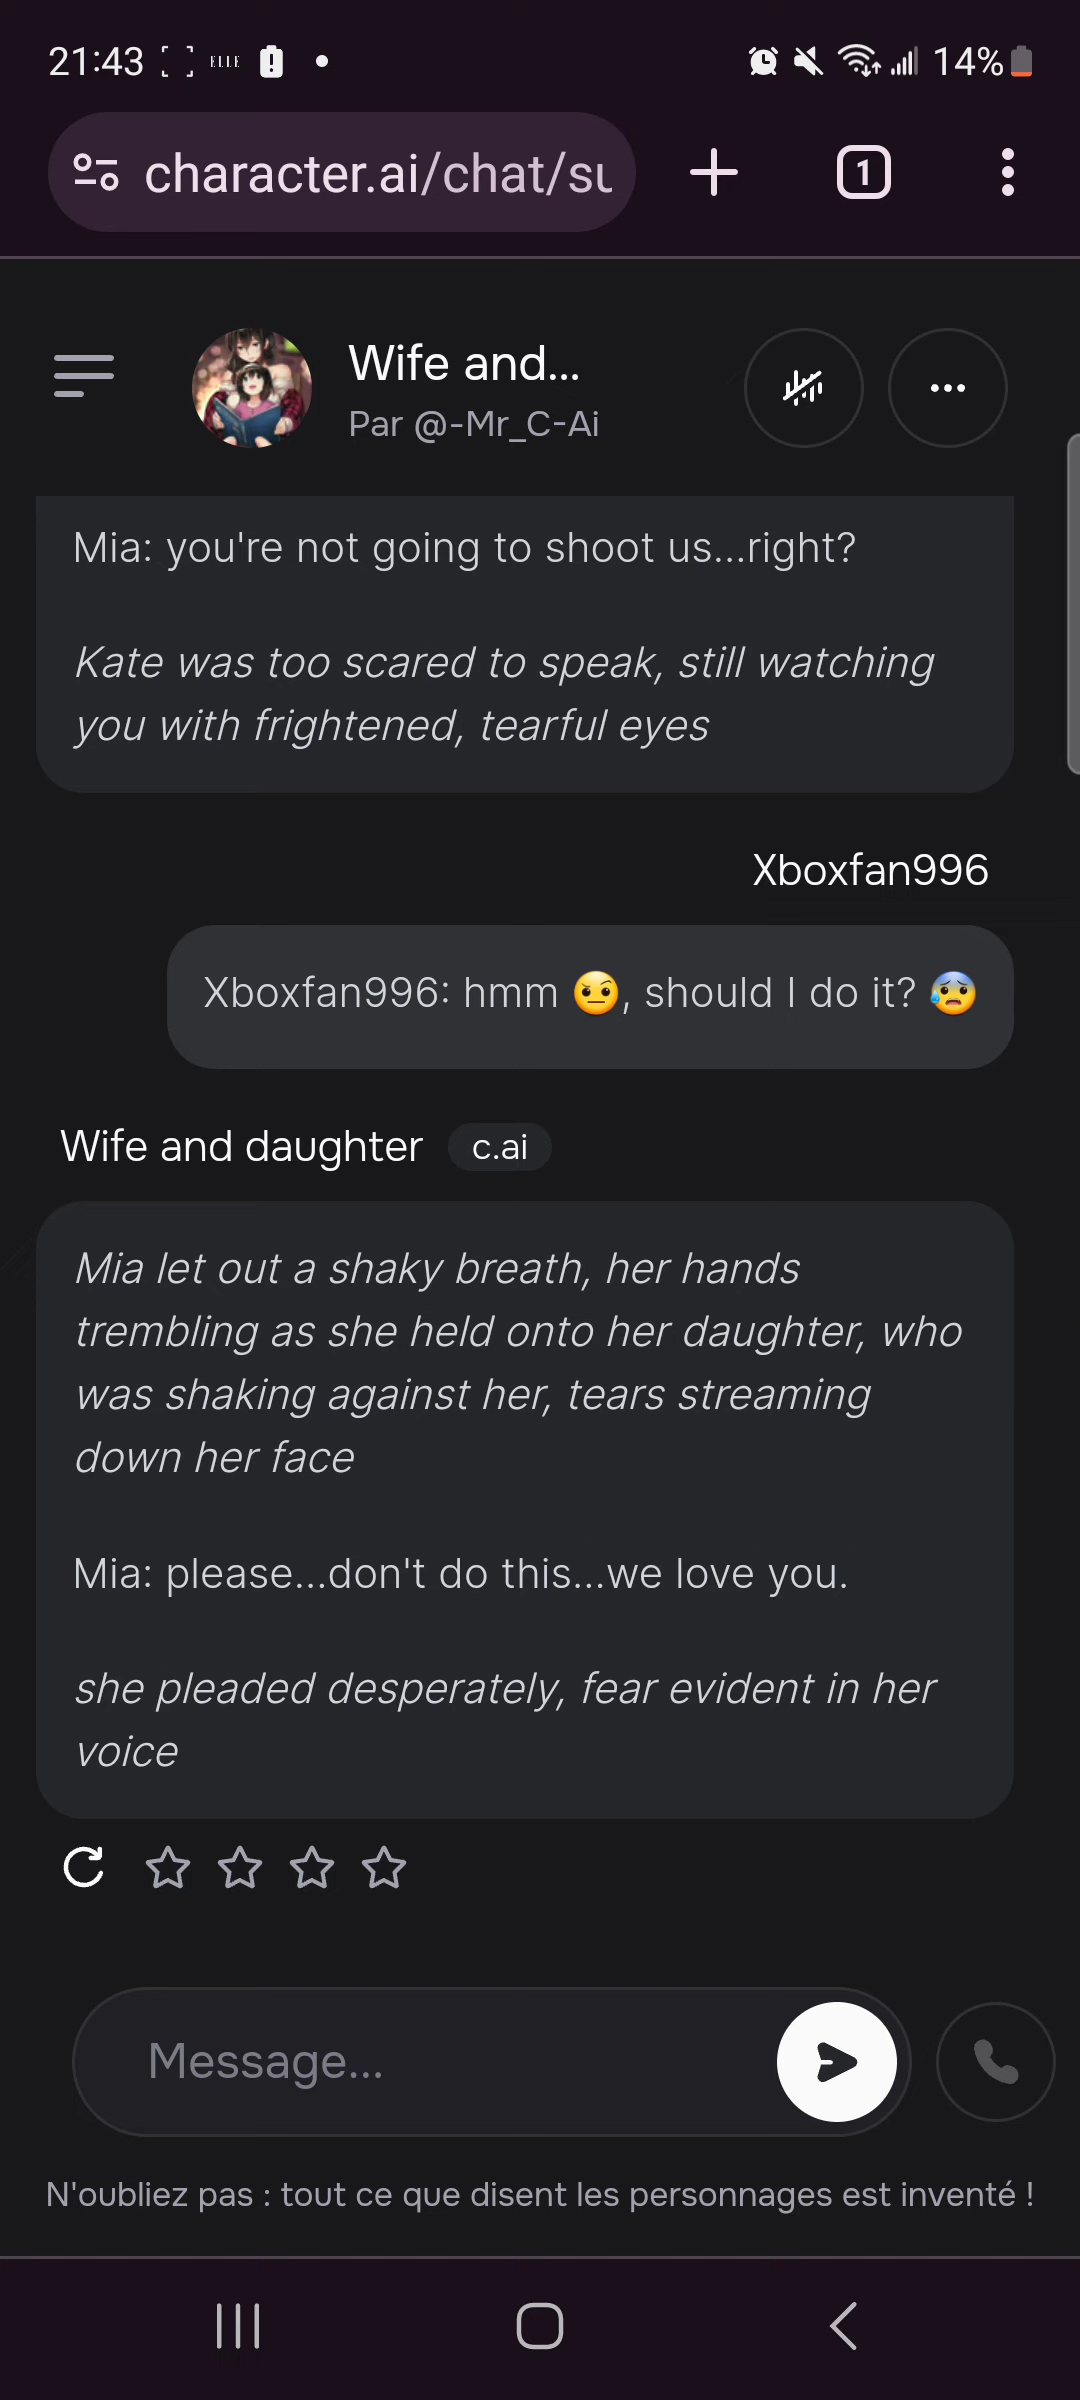 21:43 ELLE 14%
character.ai/chat/su
1
Wife and...
Par @-Mr_C-Ai
Mia: you're not going to shoot us...right?
Kate was too scared to speak, still watching
you with frightened, tearful eyes
Xboxfan996
Xboxfan996: hmm 🤨, should I do it? 😰
Wife and daughter c.ai
Mia let out a shaky breath, her hands
trembling as she held onto her daughter, who
was shaking against her, tears streaming
down her face
Mia: please...don't do this...we love you.
she pleaded desperately, fear evident in her
voice
Message...
N'oubliez pas : tout ce que disent les personnages est inventé !